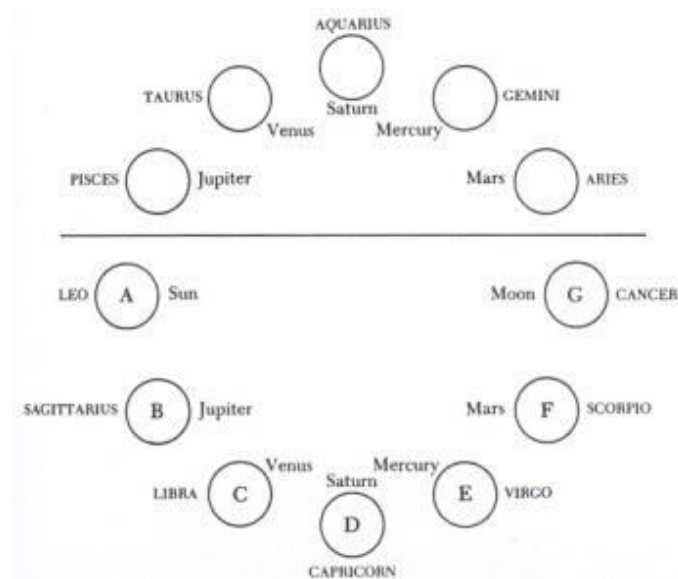 AQUARIUS
TAURUS
Saturn
GEMINI
Venus
Mercury
PISCES
Jupiter
Mars
ARIES
LEO
A
Sun
Moon
G
CANCER
SAGITTARIUS
B
Jupiter
Mars
F
SCORPIO
Venus
Saturn
Mercury
LIBRA
C
D
E
VIRGO
CAPRICORN